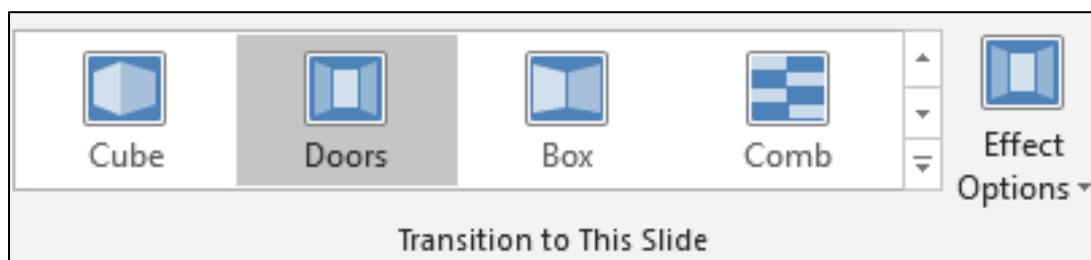 Cube
Doors
Box
Comb
Effect
Options
Transition to This Slide